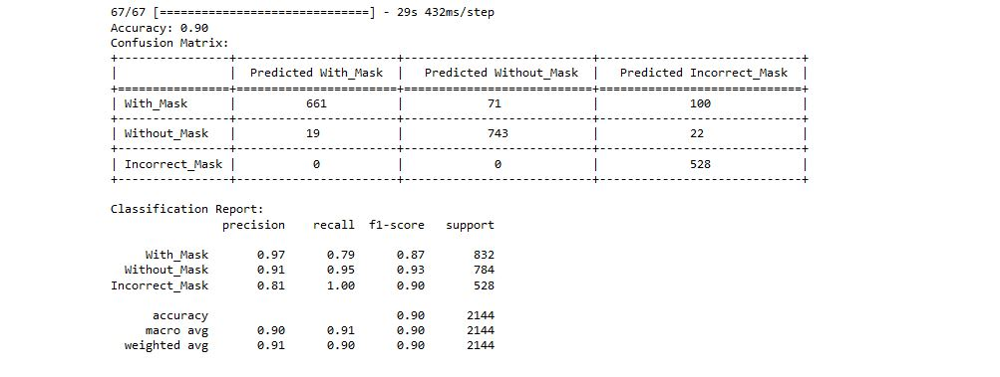 67/67 [==============================] - 29s 432ms/step
Accuracy: 0.90
Confusion Matrix:
Predicted With_Mask | Predicted Without_Mask | Predicted Incorrect_Mask
With_Mask | 661 | 71 | 100
Without_Mask | 19 | 743 | 22
Incorrect_Mask | 0 | 0 | 528
Classification Report:
precision recall f1-score support
With_Mask 0.97 0.79 0.87 832
Without_Mask 0.91 0.95 0.93 784
Incorrect_Mask 0.81 1.00 0.90 528
accuracy 0.90 2144
macro avg 0.90 0.91 0.90 2144
weighted avg 0.91 0.90 0.90 2144